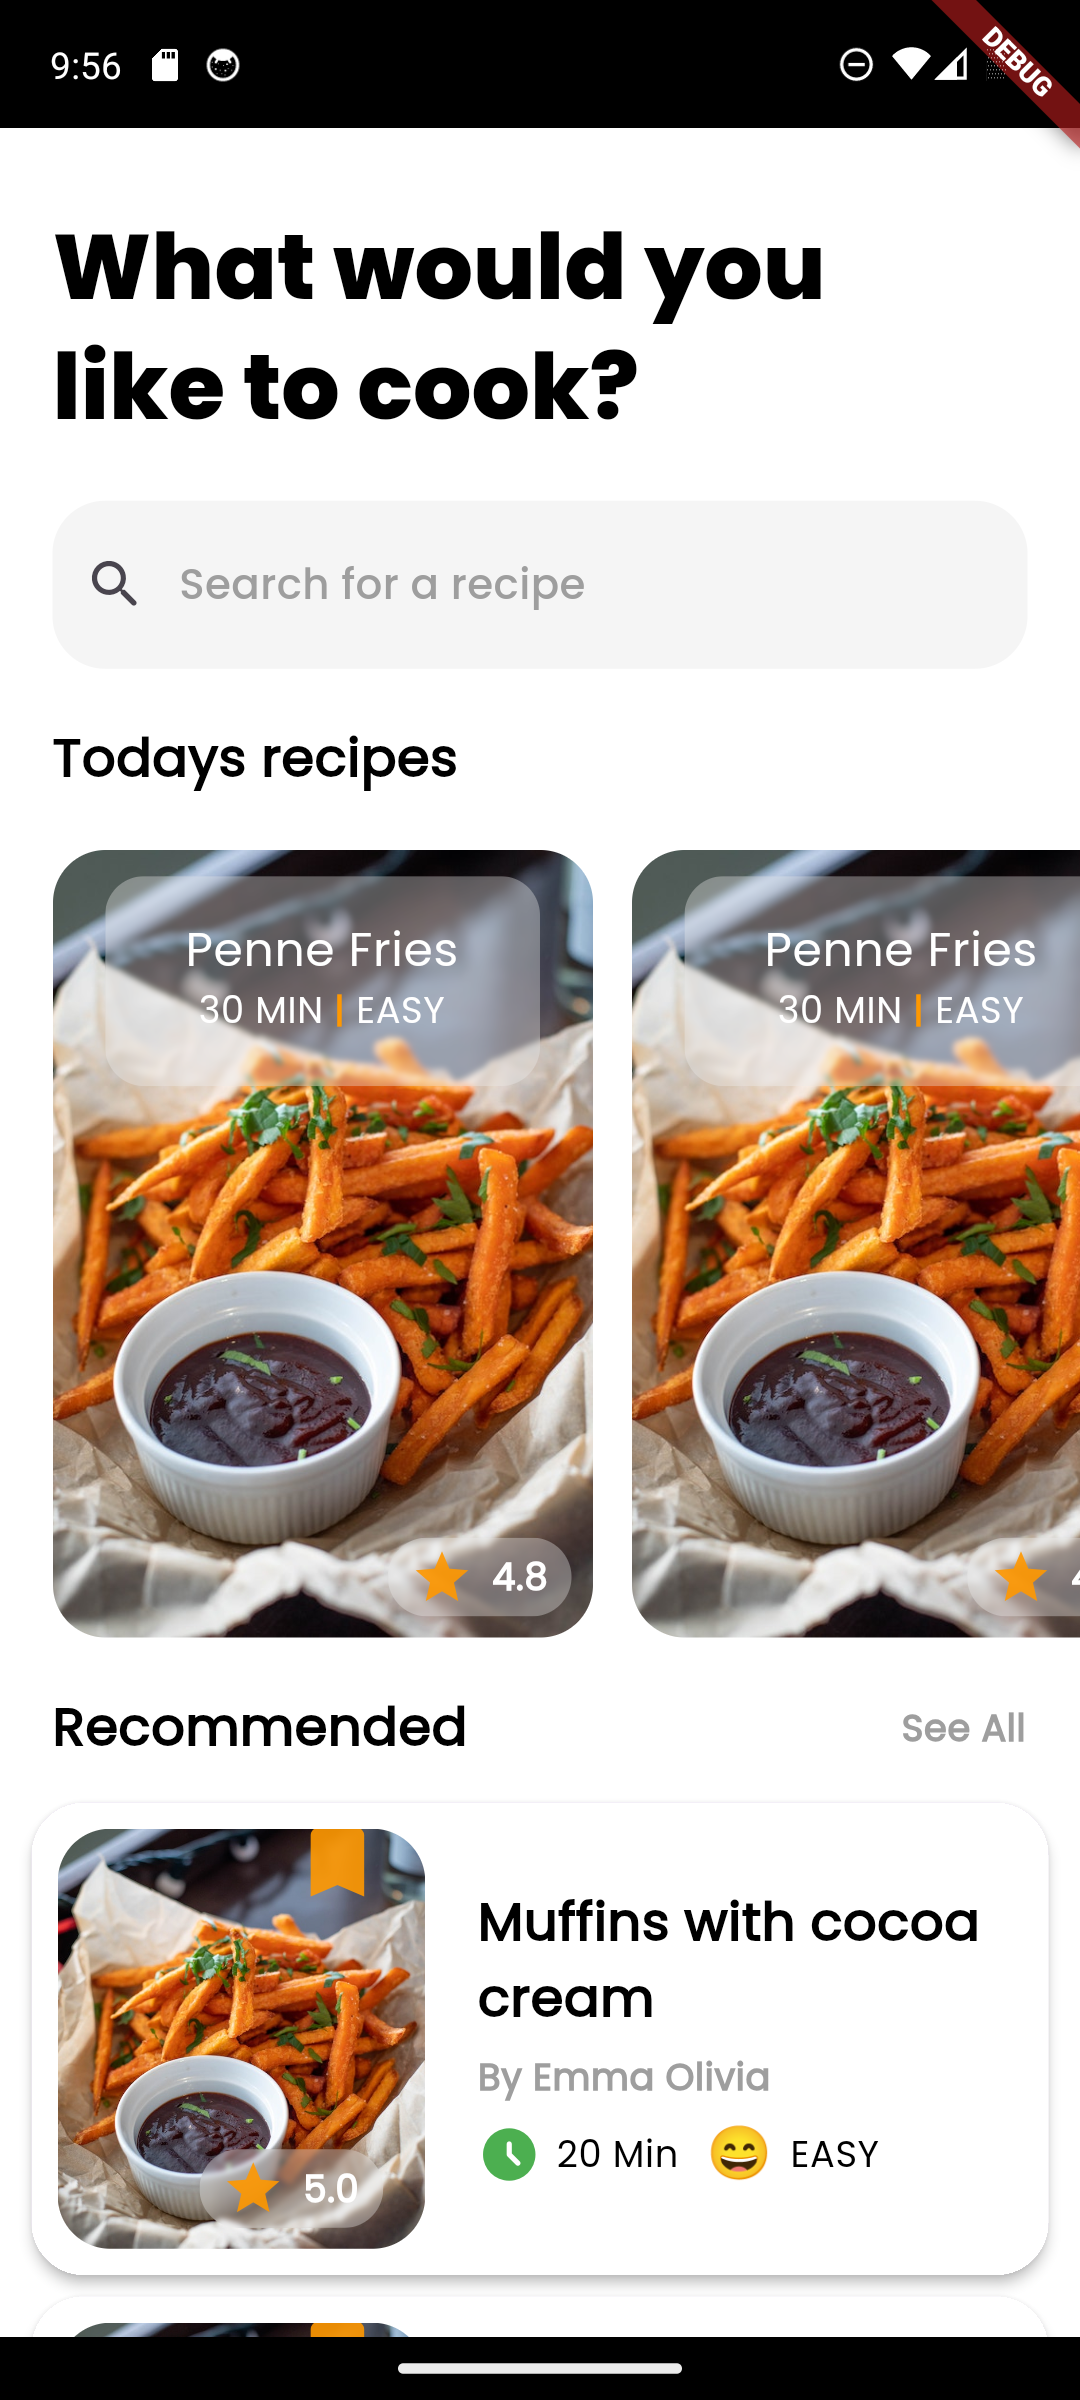 9:56
DEBUG
What would you
like to cook?
Search for a recipe
Todays recipes
Penne Fries
30 MIN | EASY
4.8
Penne Fries
30 MIN | EASY
Recommended
See All
Muffins with cocoa
cream
By Emma Olivia
20 Min
EASY
5.0